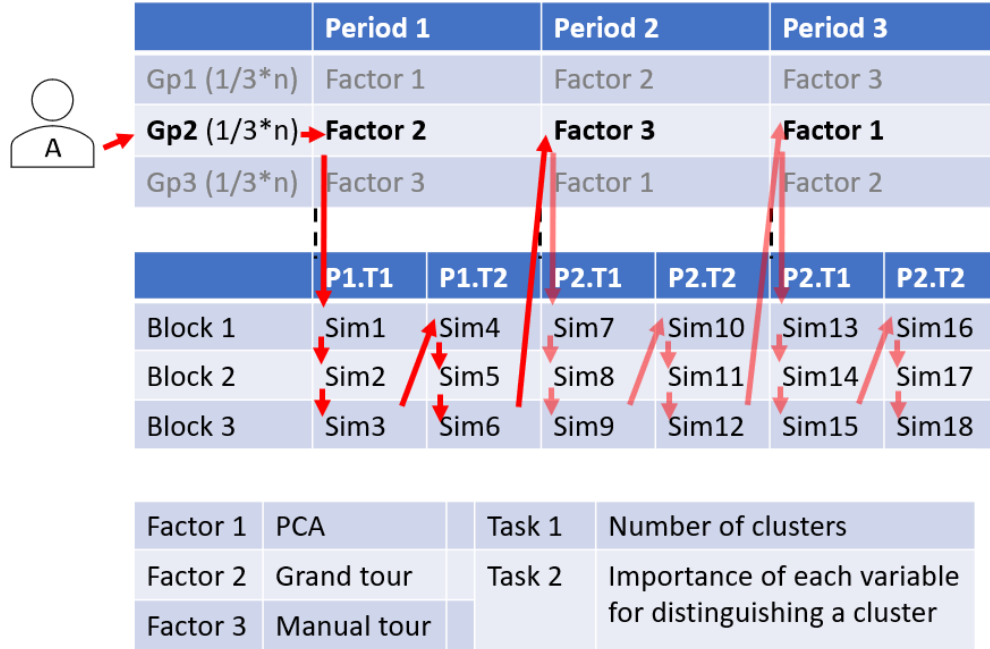 Period 1 Period 2 Period 3
Gp1 (1/3*n) Factor 1 Factor 2 Factor 3
A
Gp2 (1/3*n) Factor 2 Factor 3 Factor 1
Gp3 (1/3*n) Factor 3 Factor 1 Factor 2
P1.T1 P1.T2 P2.T1 P2.T2 P2.T1 P2.T2
Block 1 Sim1 Sim4 Sim7 Sim10 Sim13 Sim16
Block 2 Sim2 Sim5 Sim8 Sim11 Sim14 Sim17
Block 3 Sim3 Sim6 Sim9 Sim12 Sim15 Sim18
Factor 1 PCA Task 1 Number of clusters
Factor 2 Grand tour Task 2 Importance of each variable
for distinguishing a cluster
Factor 3 Manual tour